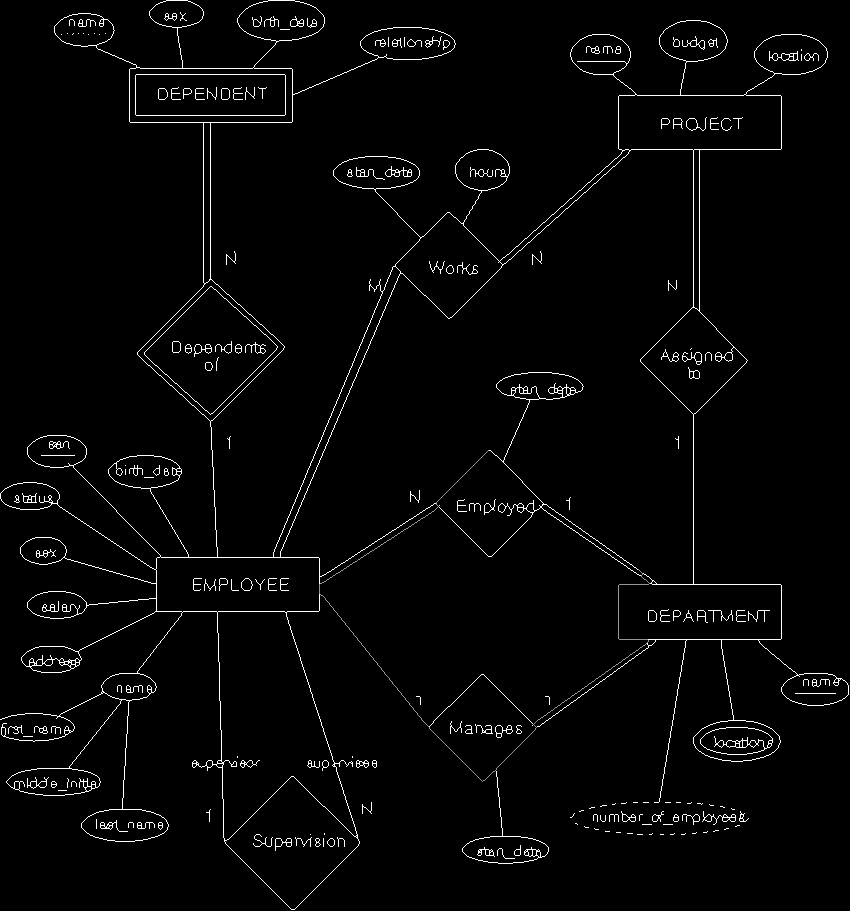 name
sex
birth_date
relationship
DEPENDENT
name
budget
location
PROJECT
start_date
hours
Works
N
M
N
N
Dependents
of
Assigned
to
1
1
start_date
ssn
birth_date
status
sex
salary
address
N
Employed
1
EMPLOYEE
DEPARTMENT
name
first_name
middle_initia
last_name
1
1
Manages
name
locations
supervisor
supervisee
1
N
Supervision
number_of_employees
start_date